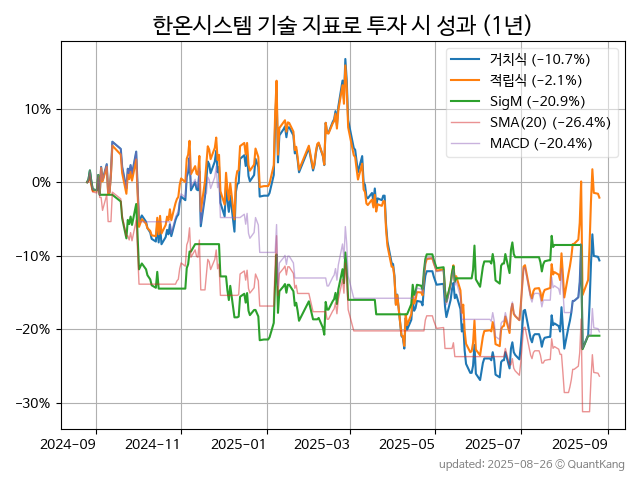 한온시스템 기술 지표로 투자 시 성과 (1년)
거치식 (−10.7%)
적립식 (−2.1%)
SigM (−20.9%)
SMA(20) (−26.4%)
MACD (−20.4%)
10%
0%
−10%
−20%
−30%
2024−09
2024−11
2025−01
2025−03
2025−05
2025−07
2025−09
updated: 2025−08−26 © QuantKang